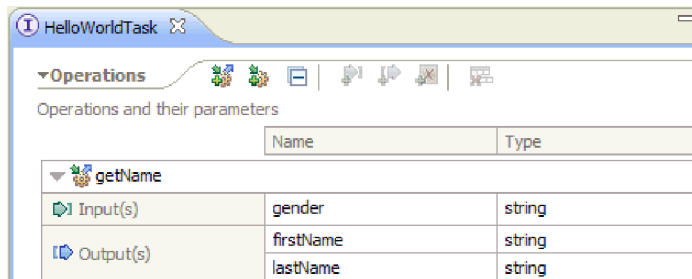 HelloWorldTask
Operations
Operations and their parameters
Name Type
getName
Input(s) gender string
Output(s) firstName string
lastName string